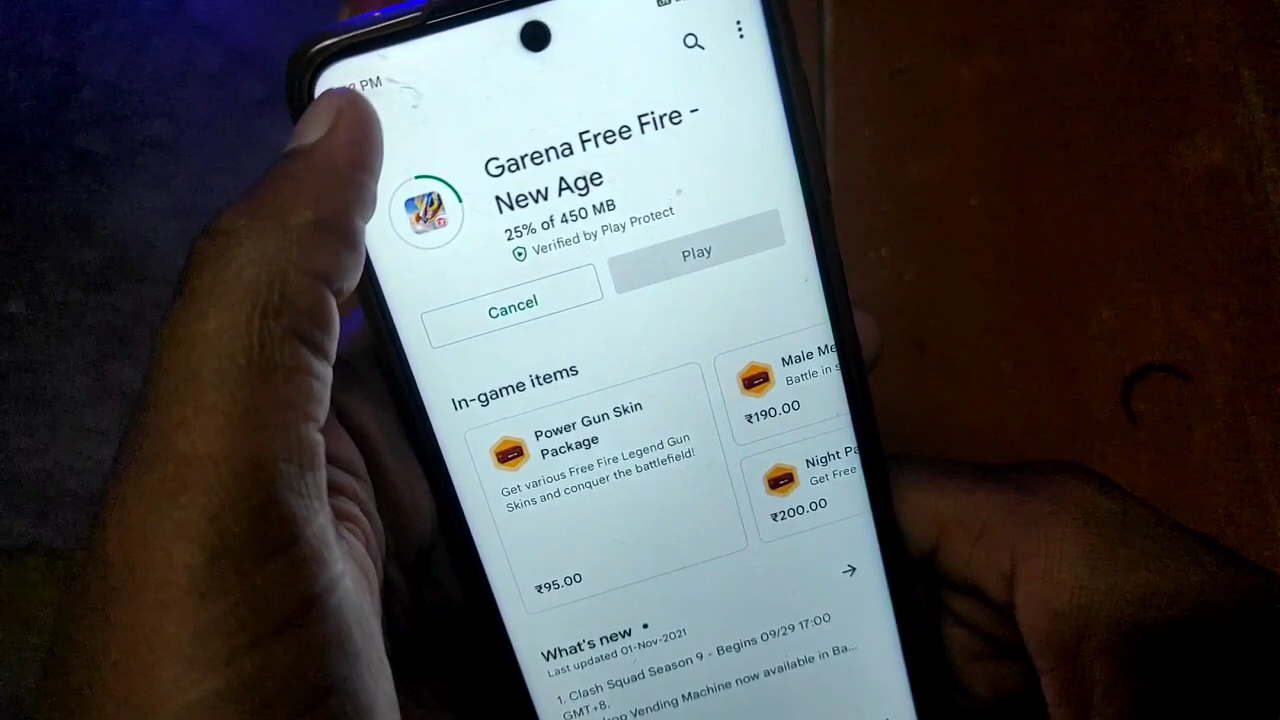 PM
Garena Free Fire -
New Age
25% of 450 MB
Verified by Play Protect
Cancel
Play
In-game items
Power Gun Skin
Package
Get various Free Fire Legend Gun
Skins and conquer the battlefield!
₹95.00
Male Me
Battle in s
₹190.00
Night Pa
Get Free
₹200.00
What's new
Last updated 01-Nov-2021
1. Clash Squad Season 9 - Begins 09/29 17:00
GMT+8.
Vending Machine now available in Ba...